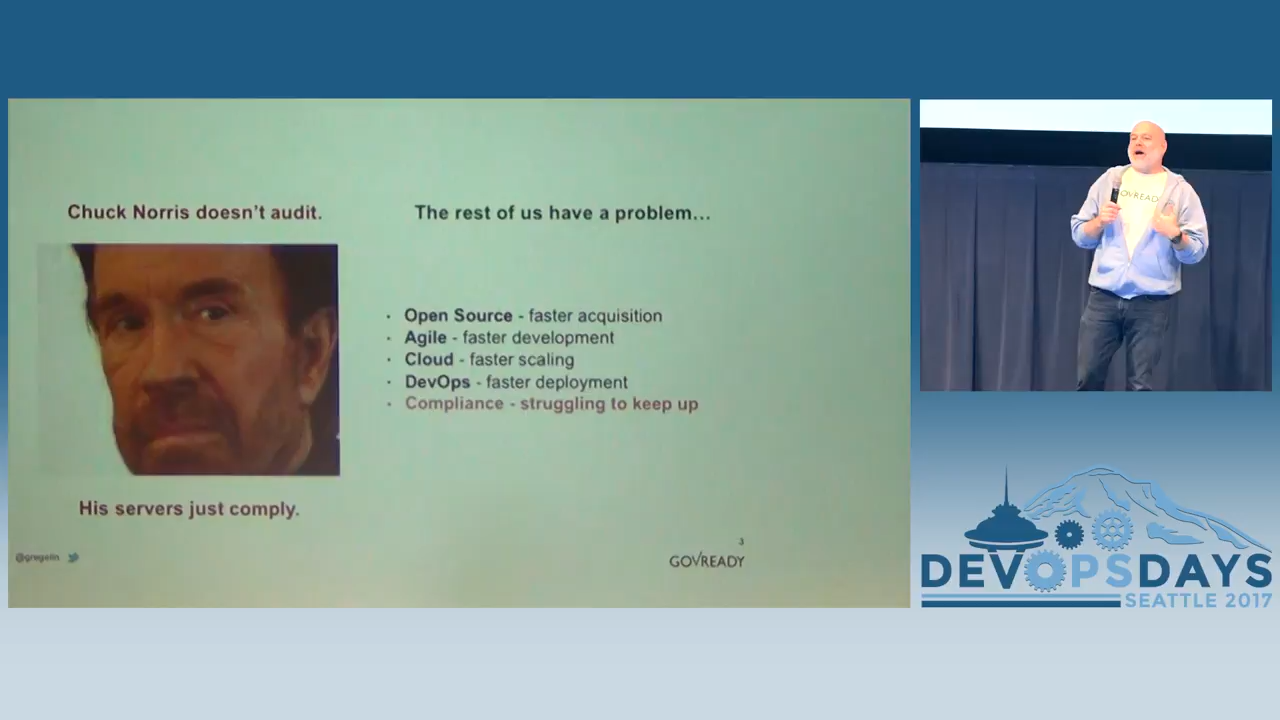 Chuck Norris doesn't audit.
The rest of us have a problem...
· Open Source - faster acquisition
· Agile - faster development
· Cloud - faster scaling
· DevOps - faster deployment
· Compliance - struggling to keep up
His servers just comply.
@gregelin
3
GOVREADY
GOVREADY
DEVOPSDAYS
SEATTLE 2017